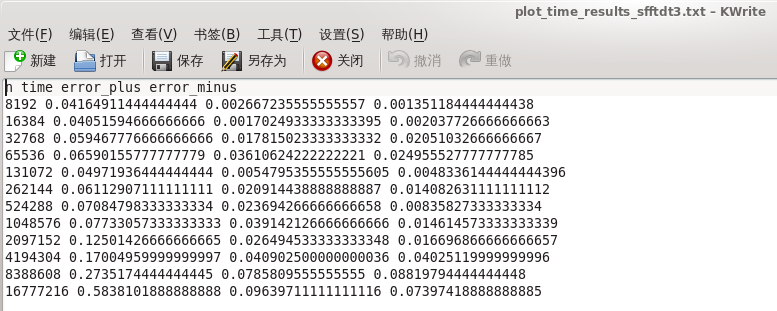 plot_time_results_sfftdt3.txt – KWrite
文件(F) 编辑(E) 查看(V) 书签(B) 工具(T) 设置(S) 帮助(H)
新建 打开 保存 另存为 关闭 撤消 重做
n time error_plus error_minus
8192 0.04164911444444444 0.002667235555555557 0.001351184444444438
16384 0.04051594666666666 0.0017024933333333395 0.002037726666666663
32768 0.059467776666666666 0.017815023333333332 0.02051032666666667
65536 0.06590155777777779 0.03610624222222221 0.024955527777777785
131072 0.04971936444444444 0.0054795355555555605 0.0048336144444444396
262144 0.06112907111111111 0.020914438888888887 0.014082631111111112
524288 0.07084798333333334 0.023694266666666658 0.00835827333333334
1048576 0.07733057333333333 0.039142126666666666 0.014614573333333339
2097152 0.12501426666666665 0.026494533333333348 0.016696866666666657
4194304 0.17004959999999997 0.040902500000000036 0.04025119999999996
8388608 0.2735174444444445 0.0785809555555555 0.08819794444444448
16777216 0.5838101888888888 0.09639711111111116 0.07397418888888885